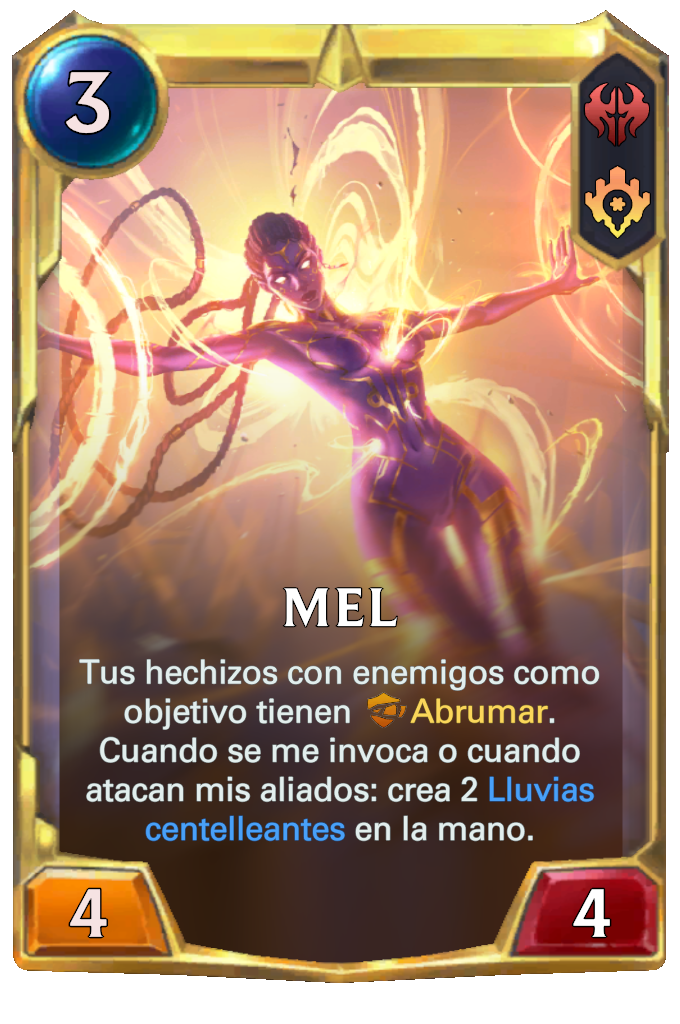 3
MEL
Tus hechizos con enemigos como
objetivo tienen Abrumar.
Cuando se me invoca o cuando
atacan mis aliados: crea 2 Lluvias
centelleantes en la mano.
4
4